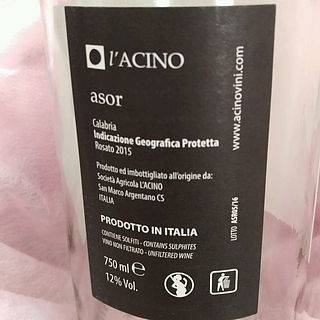 l'ACINO
asor
Calabria
Indicazione Geografica Protetta
Rosato 2015
Prodotto ed imbottigliato all'origine da:
Società Agricola L'ACINO
San Marco Argentano CS
ITALIA
PRODOTTO IN ITALIA
CONTIENE SOLFITI - CONTAINS SULPHITES
VINO NON FILTRATO - UNFILTERED WINE
750 ml ℮
12% Vol.
www.acinovini.com
LOTTO ASR05/16